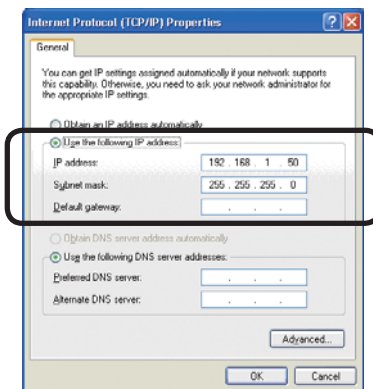 Internet Protocol (TCP/IP) Properties
General
You can get IP settings assigned automatically if your network supports
this capability. Otherwise, you need to ask your network administrator for
the appropriate IP settings.
Obtain an IP address automatically
Use the following IP address:
IP address: 192 . 168 . 1 . 50
Subnet mask: 255 . 255 . 255 . 0
Default gateway: . . .
Obtain DNS server address automatically
Use the following DNS server addresses:
Preferred DNS server: . . .
Alternate DNS server: . . .
Advanced...
OK Cancel